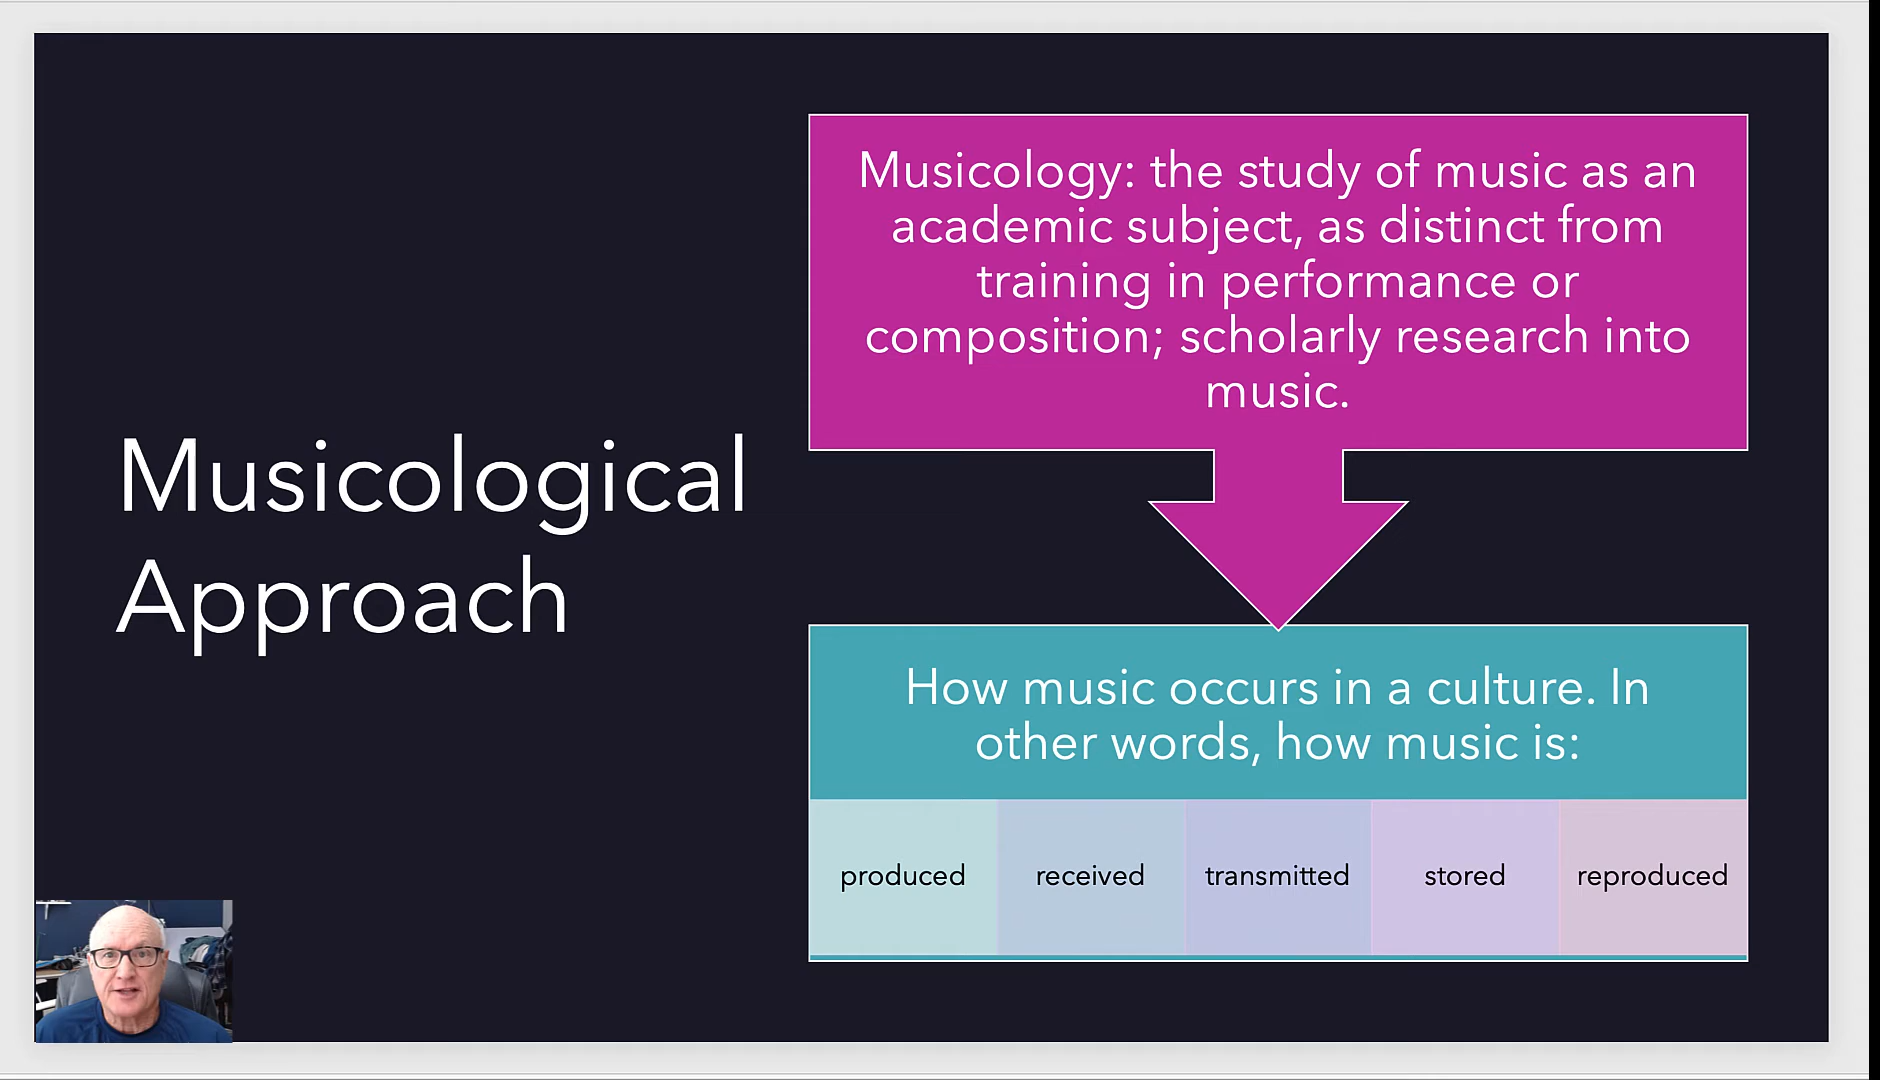 Musicological
Approach
Musicology: the study of music as an
academic subject, as distinct from
training in performance or
composition; scholarly research into
music.
How music occurs in a culture. In
other words, how music is:
produced
received
transmitted
stored
reproduced